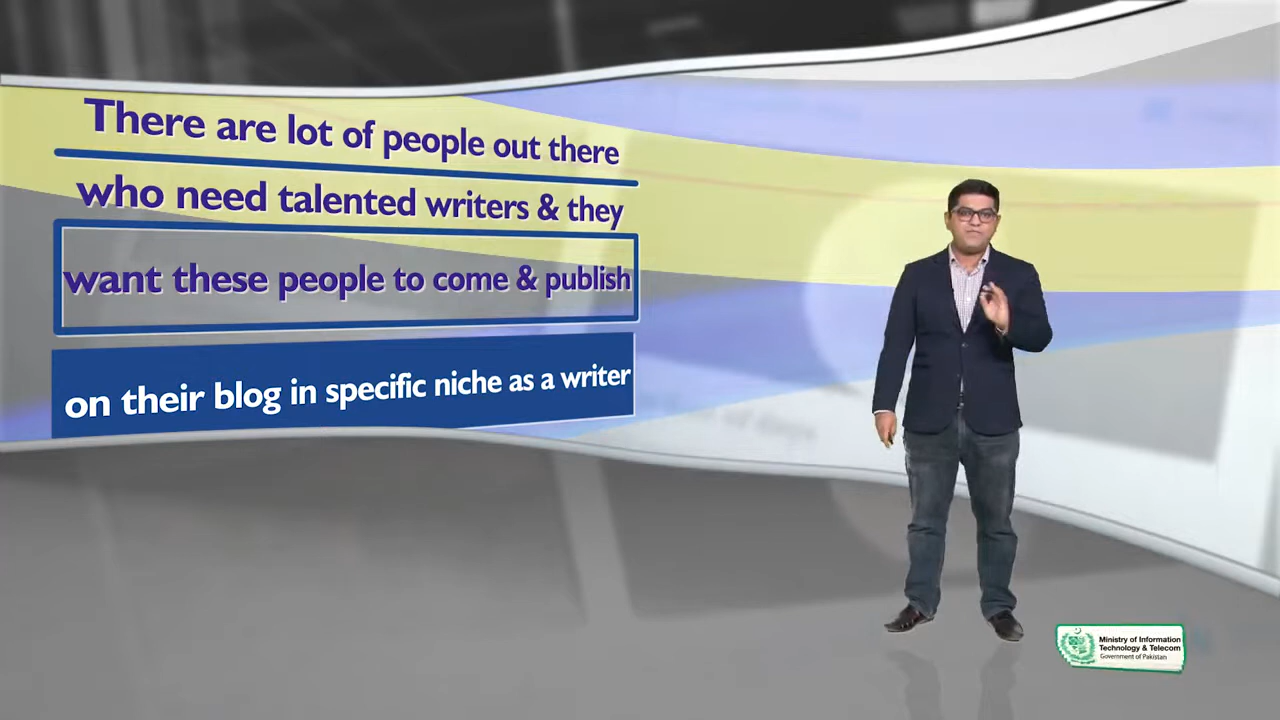 There are lot of people out there
who need talented writers & they
want these people to come & publish
on their blog in specific niche as a writer
Ministry of Information
Technology & Telecom
Government of Pakistan